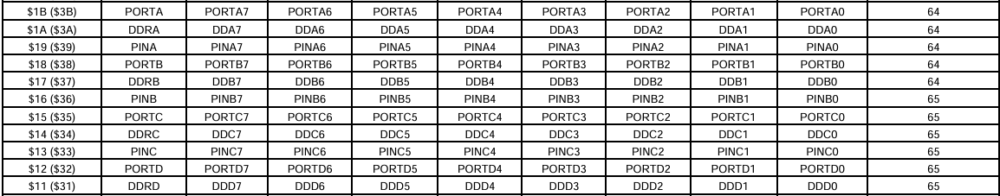 $1B ($3B) PORTA PORTA7 PORTA6 PORTA5 PORTA4 PORTA3 PORTA2 PORTA1 PORTA0 64
$1A ($3A) DDRA DDA7 DDA6 DDA5 DDA4 DDA3 DDA2 DDA1 DDA0 64
$19 ($39) PINA PINA7 PINA6 PINA5 PINA4 PINA3 PINA2 PINA1 PINA0 64
$18 ($38) PORTB PORTB7 PORTB6 PORTB5 PORTB4 PORTB3 PORTB2 PORTB1 PORTB0 64
$17 ($37) DDRB DDB7 DDB6 DDB5 DDB4 DDB3 DDB2 DDB1 DDB0 64
$16 ($36) PINB PINB7 PINB6 PINB5 PINB4 PINB3 PINB2 PINB1 PINB0 65
$15 ($35) PORTC PORTC7 PORTC6 PORTC5 PORTC4 PORTC3 PORTC2 PORTC1 PORTC0 65
$14 ($34) DDRC DDC7 DDC6 DDC5 DDC4 DDC3 DDC2 DDC1 DDC0 65
$13 ($33) PINC PINC7 PINC6 PINC5 PINC4 PINC3 PINC2 PINC1 PINC0 65
$12 ($32) PORTD PORTD7 PORTD6 PORTD5 PORTD4 PORTD3 PORTD2 PORTD1 PORTD0 65
$11 ($31) DDRD DDD7 DDD6 DDD5 DDD4 DDD3 DDD2 DDD1 DDD0 65